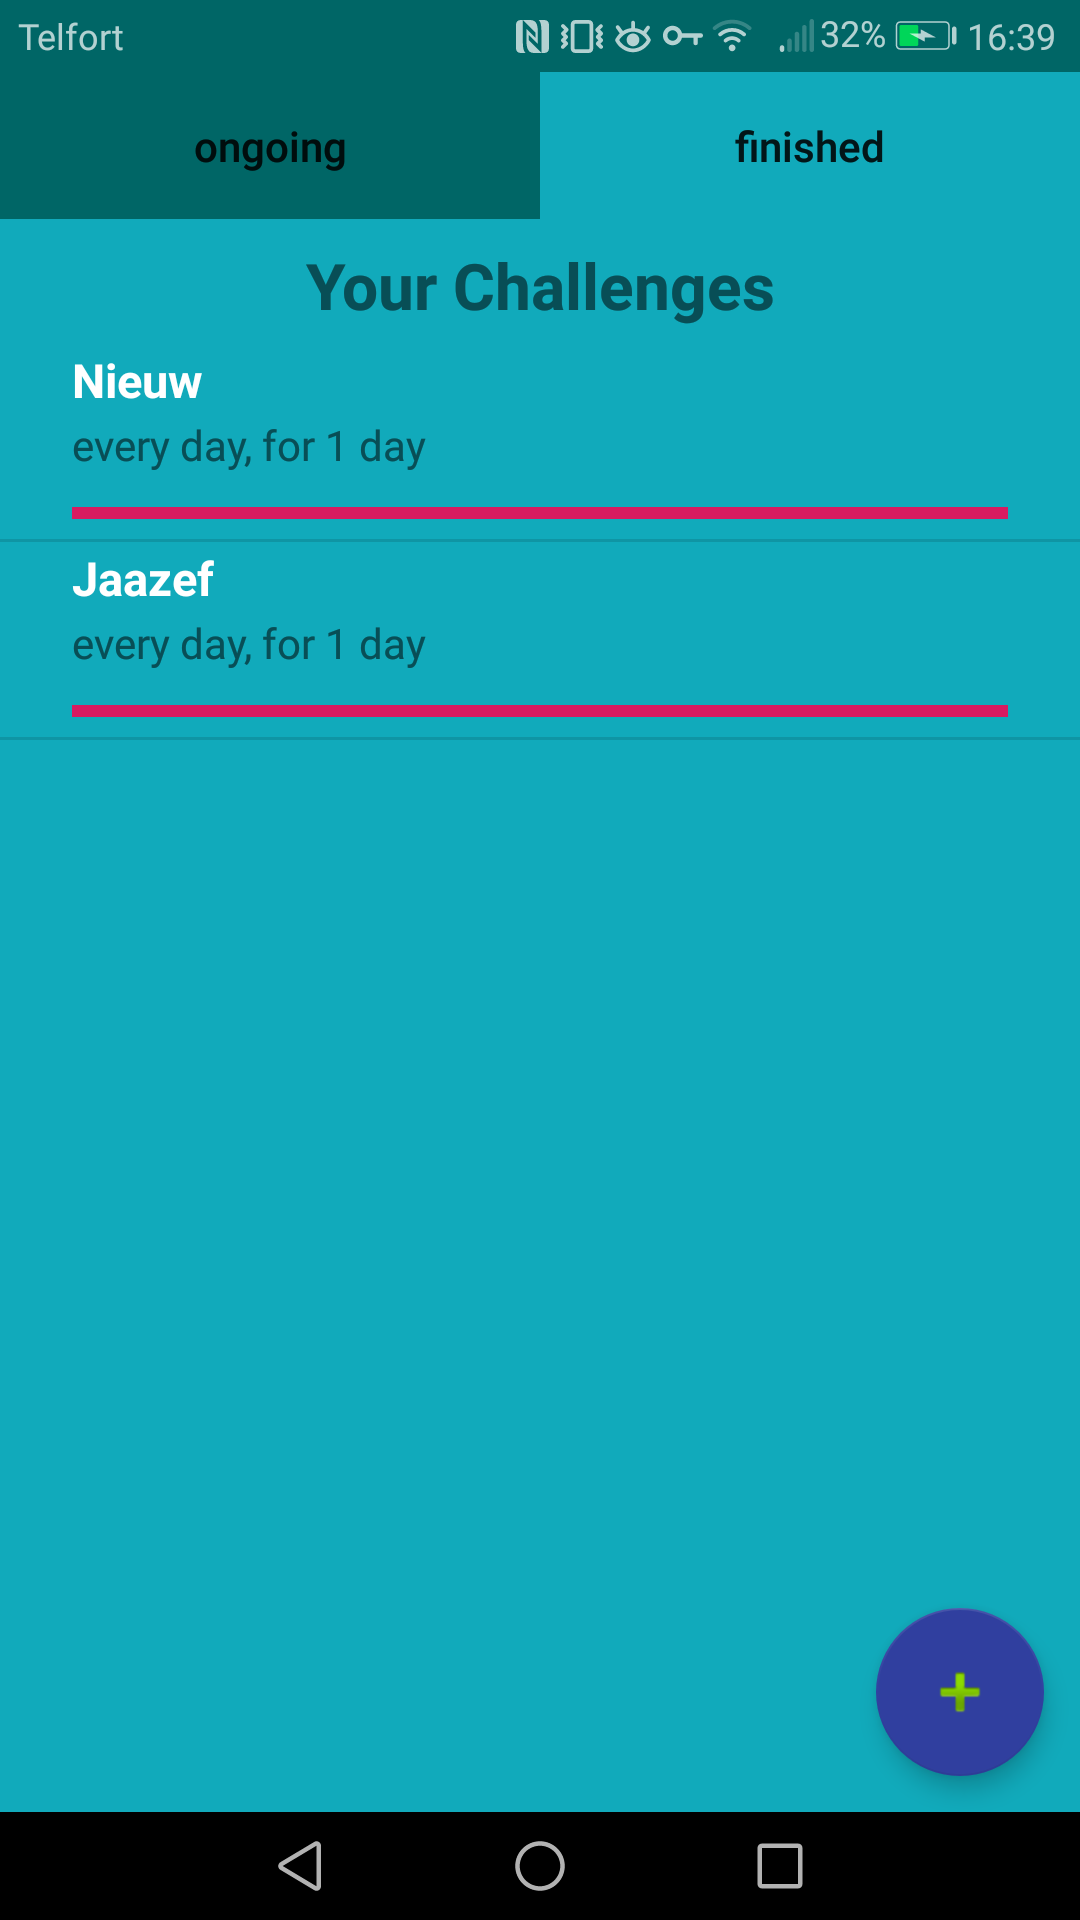 Telfort 32% 16:39
ongoing finished
Your Challenges
Nieuw
every day, for 1 day
Jaazef
every day, for 1 day